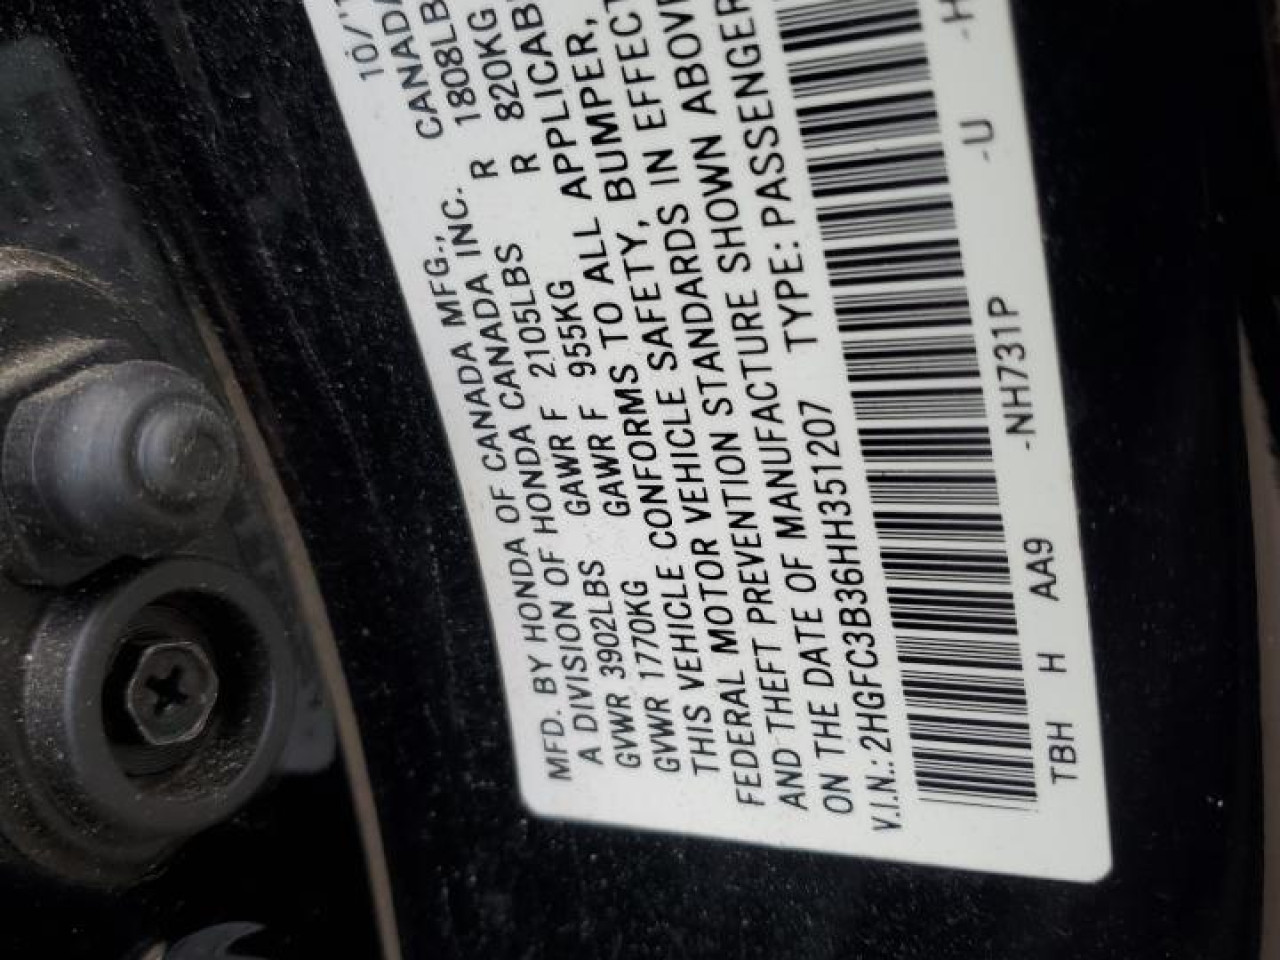 10/'1
MFD. BY HONDA OF CANADA MFG., CANADA
A DIVISION OF HONDA CANADA INC.
GVWR 3902LBS GAWR F 2105LBS R 1808LB
GVWR 1770KG GAWR F 955KG R 820KG
THIS VEHICLE CONFORMS TO ALL APPLICAB
FEDERAL MOTOR VEHICLE SAFETY, BUMPER,
AND THEFT PREVENTION STANDARDS IN EFFECT
ON THE DATE OF MANUFACTURE SHOWN ABOVE
V.I.N.: 2HGFC3B36HH351207 TYPE: PASSENGER
TBH H AA9 -NH731P -U -H